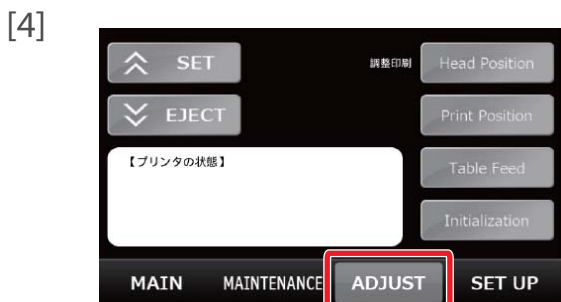 [4]
SET
調整印刷
Head Position
EJECT
Print Position
【プリンタの状態】
Table Feed
Initialization
MAIN MAINTENANCE ADJUST SET UP